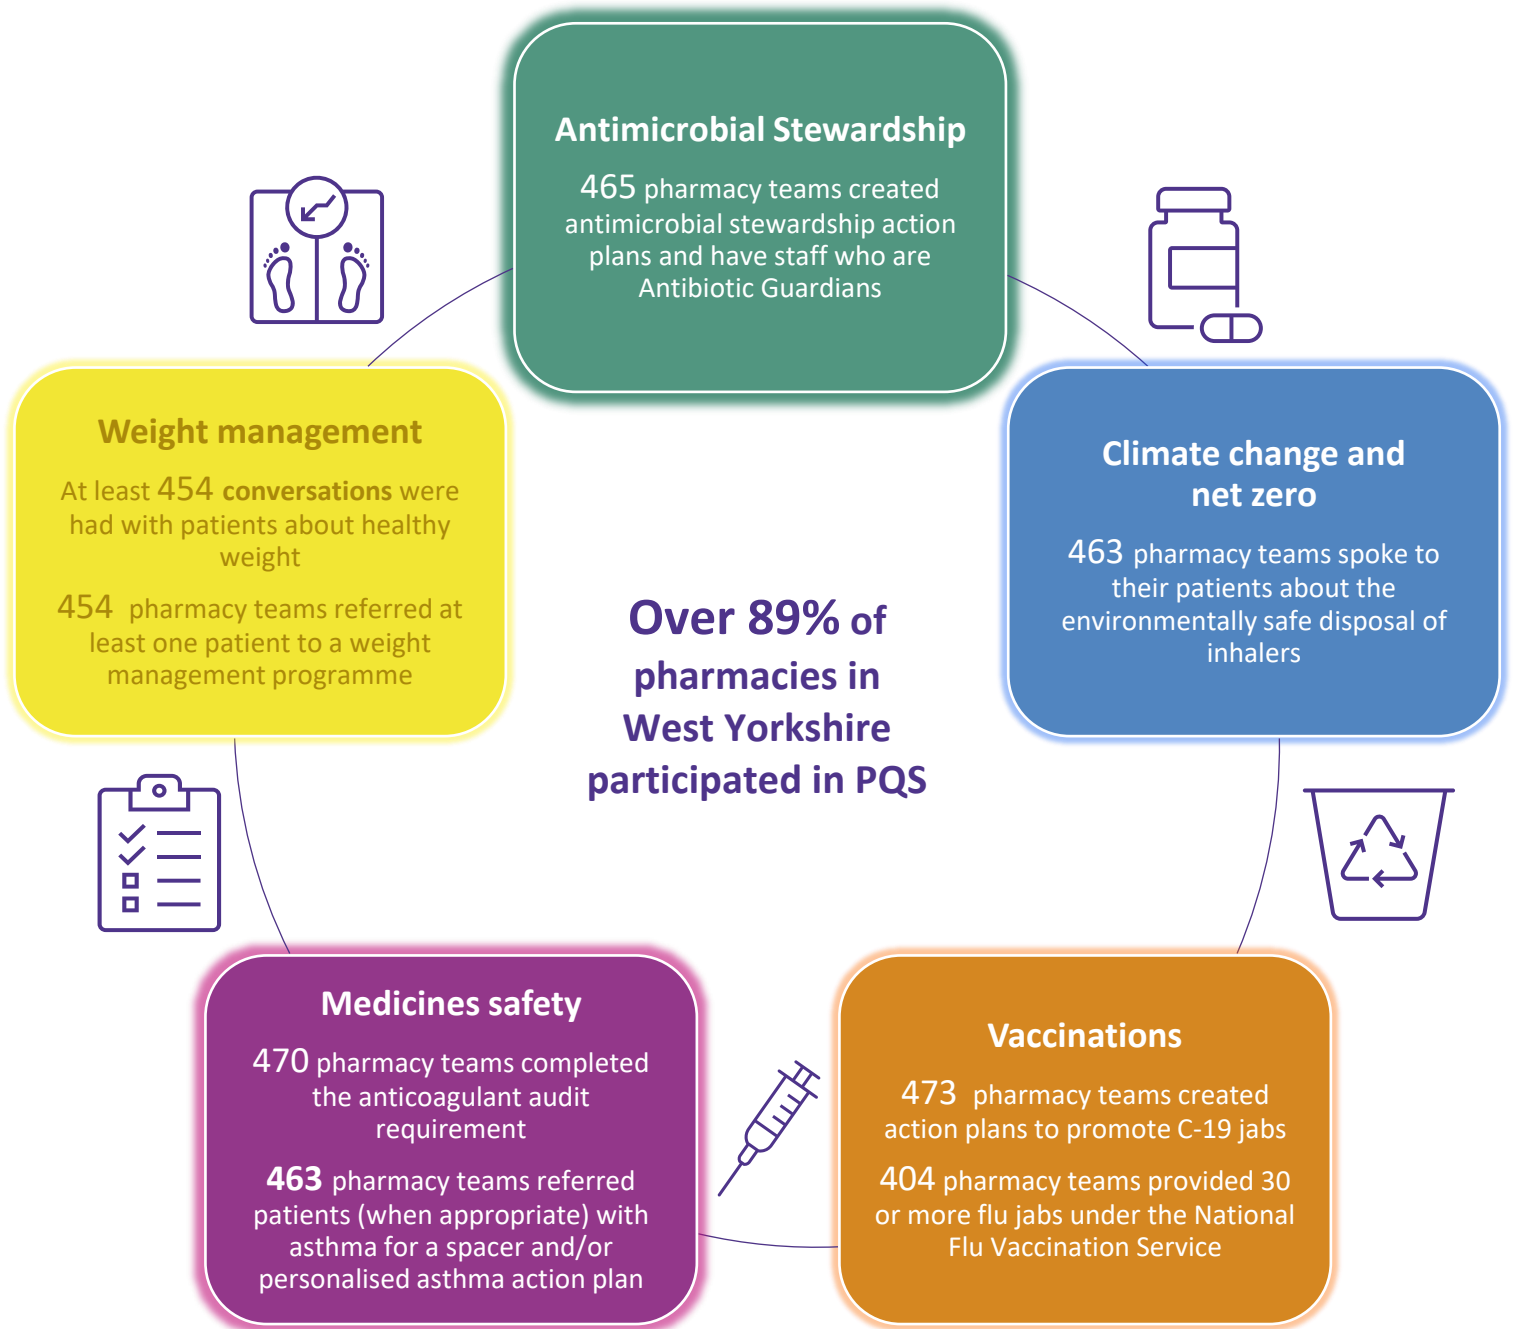 Antimicrobial Stewardship
465 pharmacy teams created
antimicrobial stewardship action
plans and have staff who are
Antibiotic Guardians
Climate change and
net zero
463 pharmacy teams spoke to
their patients about the
environmentally safe disposal of
inhalers
Vaccinations
473 pharmacy teams created
action plans to promote C-19 jabs
404 pharmacy teams provided 30
or more flu jabs under the National
Flu Vaccination Service
Medicines safety
470 pharmacy teams completed
the anticoagulant audit
requirement
463 pharmacy teams referred
patients (when appropriate) with
asthma for a spacer and/or
personalised asthma action plan
Weight management
At least 454 conversations were
had with patients about healthy
weight
454 pharmacy teams referred at
least one patient to a weight
management programme
Over 89% of
pharmacies in
West Yorkshire
participated in PQS